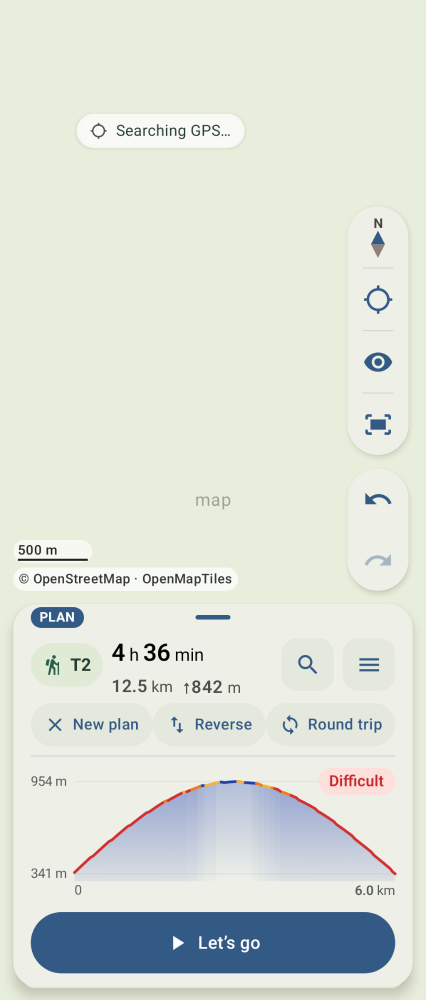 Searching GPS…
N
map
500 m
© OpenStreetMap · OpenMapTiles
PLAN
T2
4 h 36 min
12.5 km ↑842 m
New plan
Reverse
Round trip
954 m
Difficult
341 m
0
6.0 km
Let’s go